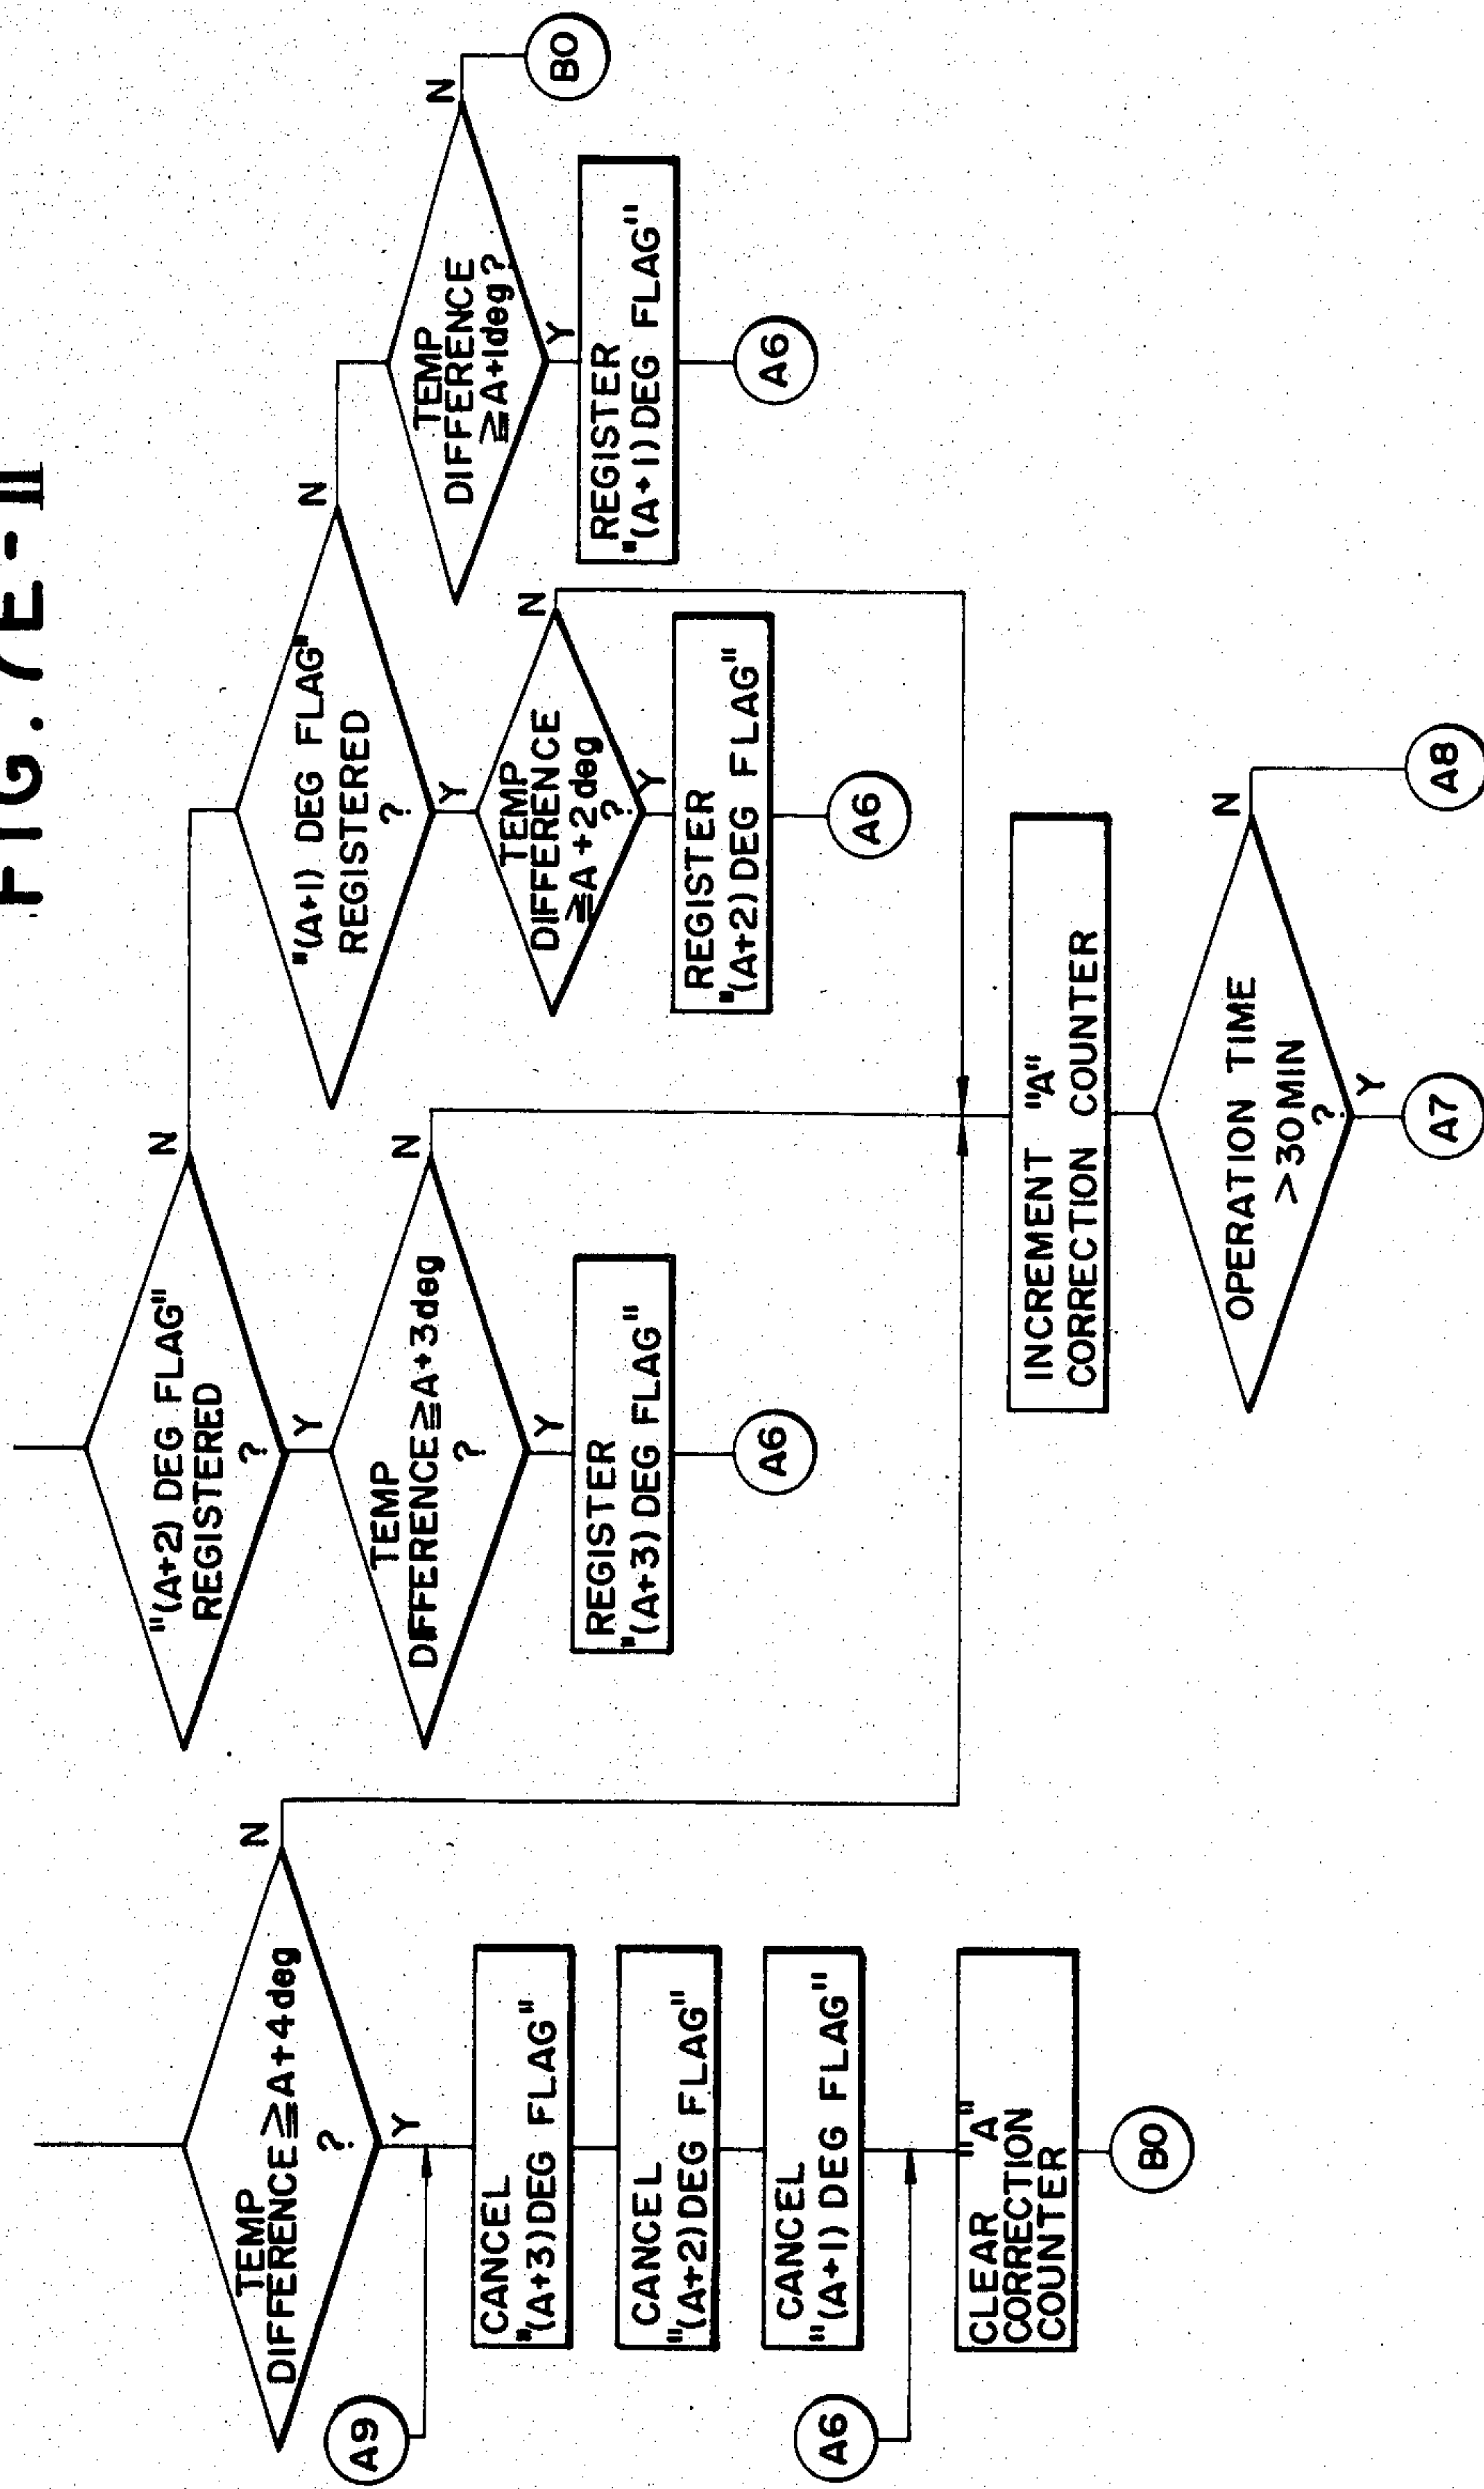 FIG. 7E-II
TEMP
DIFFERENCE≧A+4deg
?
N
Y
A9
CANCEL
"(A+3)DEG FLAG"
CANCEL
"(A+2)DEG FLAG"
CANCEL
"(A+1) DEG FLAG"
A6
CLEAR "A"
CORRECTION
COUNTER
B0
"(A+2) DEG FLAG"
REGISTERED
?
N
Y
TEMP
DIFFERENCE≧A+3deg
?
N
Y
REGISTER
"(A+3)DEG FLAG"
A6
"(A+1) DEG FLAG"
REGISTERED
?
N
Y
TEMP
DIFFERENCE
≧A+2deg
?
N
Y
REGISTER
"(A+2)DEG FLAG"
A6
TEMP
DIFFERENCE
≧A+1deg?
N
B0
Y
REGISTER
"(A+1)DEG FLAG"
A6
INCREMENT "A"
CORRECTION COUNTER
OPERATION TIME
>30MIN
?
N
A8
Y
A7